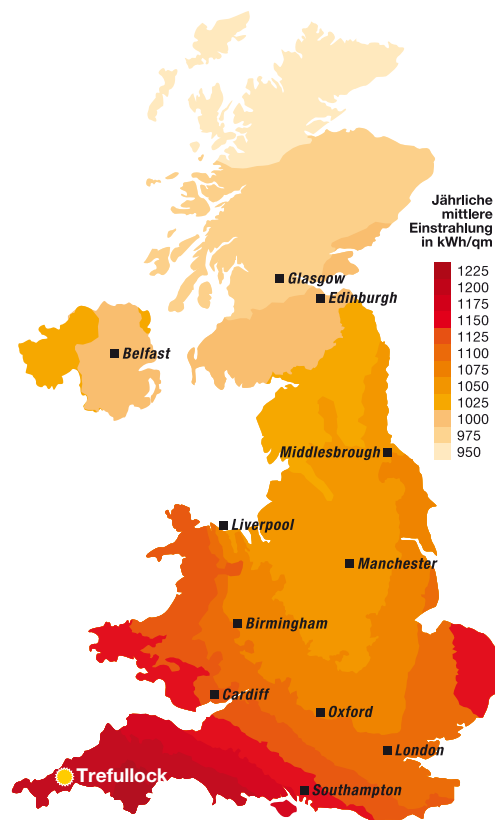 Jährliche
mittlere
Einstrahlung
in kWh/qm
1225
1200
1175
1150
1125
1100
1075
1050
1000
975
950
Glasgow
Edinburgh
Belfast
Middlesbrough
Liverpool
Manchester
Birmingham
Cardiff
Oxford
London
Trefullock
Southampton